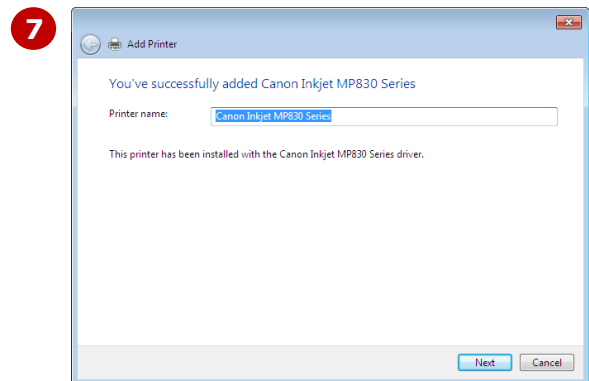 7
Add Printer
You've successfully added Canon Inkjet MP830 Series
Printer name:
Canon Inkjet MP830 Series
This printer has been installed with the Canon Inkjet MP830 Series driver.
Next
Cancel